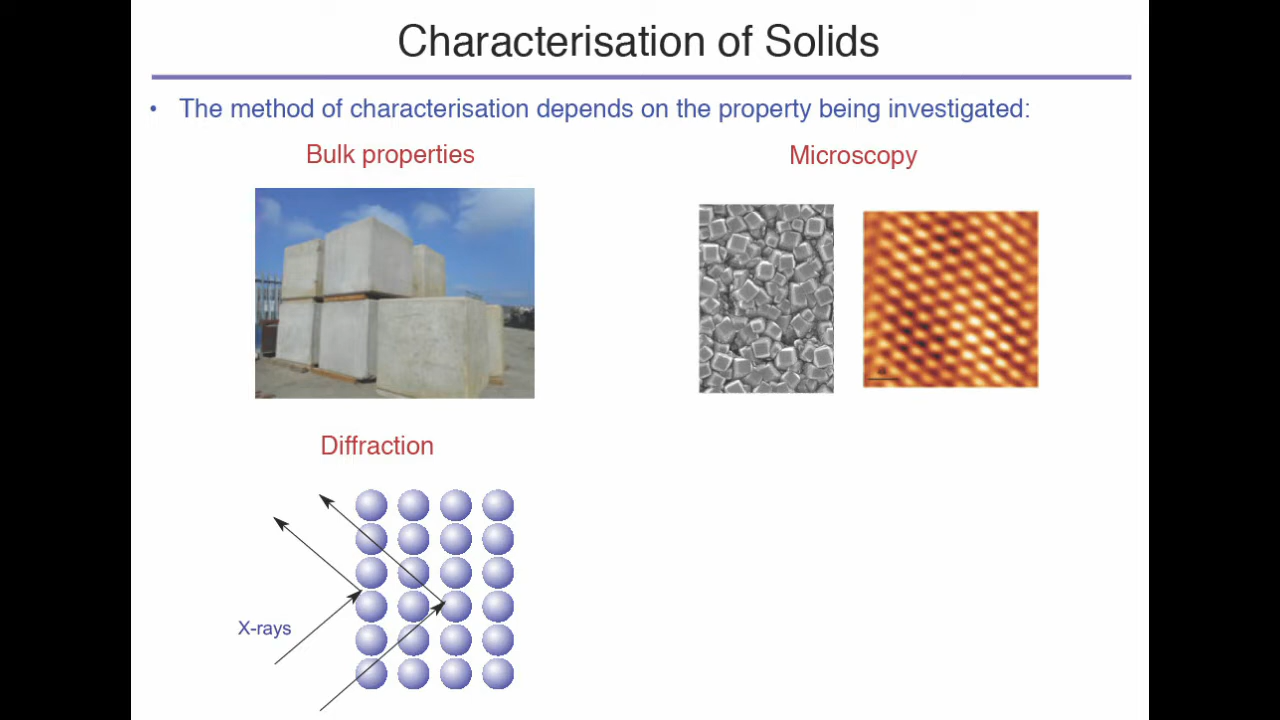 Characterisation of Solids
• The method of characterisation depends on the property being investigated:
Bulk properties
Microscopy
Diffraction
X-rays